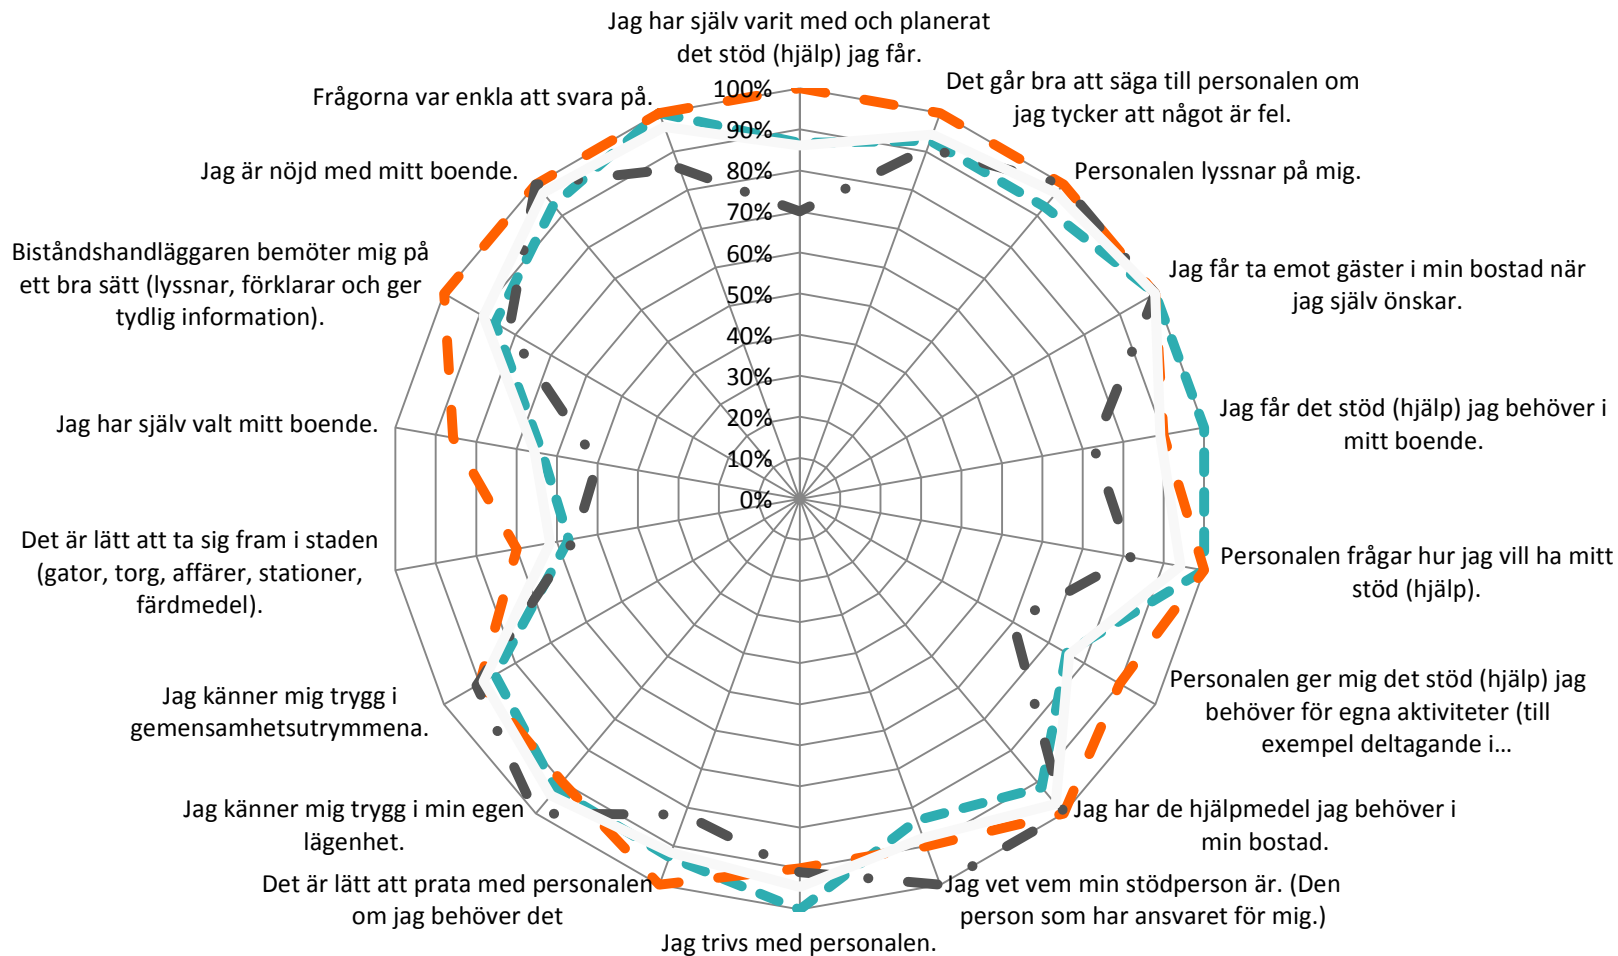 Jag har själv varit med och planerat
det stöd (hjälp) jag får.
Det går bra att säga till personalen om
jag tycker att något är fel.
Personalen lyssnar på mig.
Jag får ta emot gäster i min bostad när
jag själv önskar.
Jag får det stöd (hjälp) jag behöver i
mitt boende.
Personalen frågar hur jag vill ha mitt
stöd (hjälp).
Personalen ger mig det stöd (hjälp) jag
behöver för egna aktiviteter (till
exempel deltagande i...
Jag har de hjälpmedel jag behöver i
min bostad.
Jag vet vem min stödperson är. (Den
person som har ansvaret för mig.)
Jag trivs med personalen.
Det är lätt att prata med personalen
om jag behöver det
Jag känner mig trygg i min egen
lägenhet.
Jag känner mig trygg i
gemensamhetsutrymmena.
Det är lätt att ta sig fram i staden
(gator, torg, affärer, stationer,
färdmedel).
Jag har själv valt mitt boende.
Biståndshandläggaren bemöter mig på
ett bra sätt (lyssnar, förklarar och ger
tydlig information).
Jag är nöjd med mitt boende.
Frågorna var enkla att svara på.
100%
90%
80%
70%
60%
50%
40%
30%
20%
10%
0%